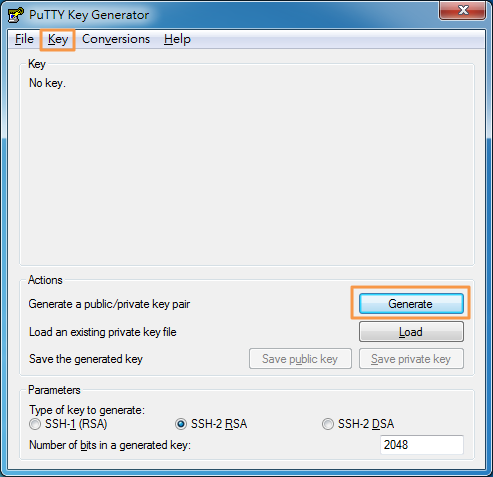 PuTTY Key Generator
File Key Conversions Help
Key
No key.
Actions
Generate a public/private key pair Generate
Load an existing private key file Load
Save the generated key Save public key Save private key
Parameters
Type of key to generate:
SSH-1 (RSA) SSH-2 RSA SSH-2 DSA
Number of bits in a generated key: 2048